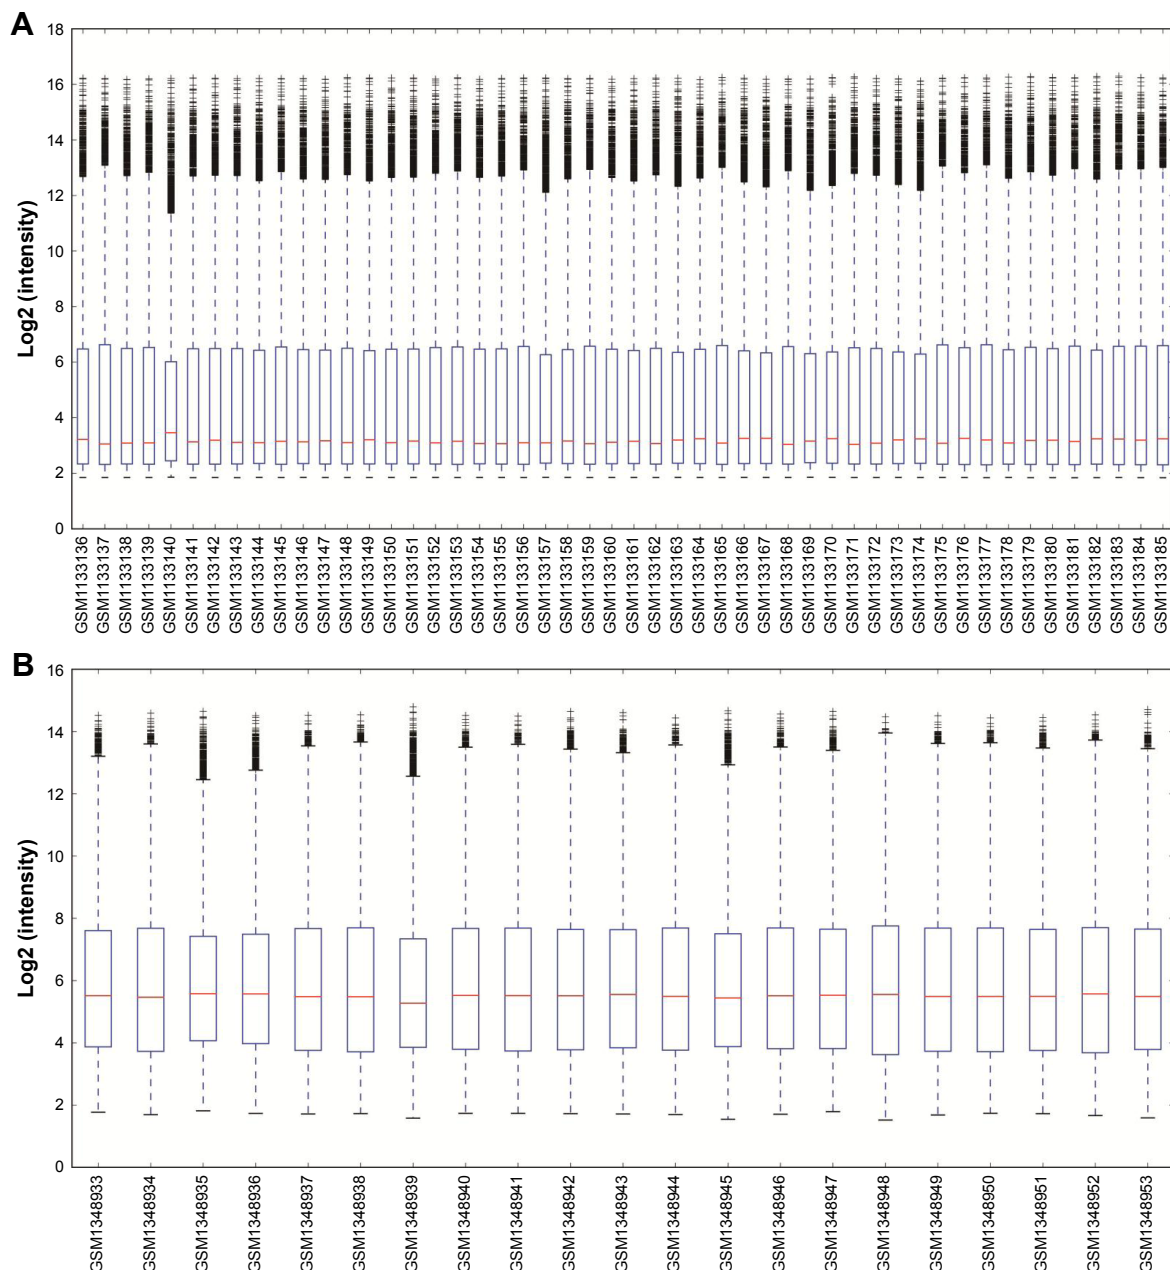 A
18
16
14
12
10
8
6
4
2
0
Log2 (intensity)
GSM1133136
GSM1133137
GSM1133138
GSM1133139
GSM1133140
GSM1133141
GSM1133142
GSM1133143
GSM1133144
GSM1133145
GSM1133146
GSM1133147
GSM1133148
GSM1133149
GSM1133150
GSM1133151
GSM1133152
GSM1133153
GSM1133154
GSM1133155
GSM1133156
GSM1133157
GSM1133158
GSM1133159
GSM1133160
GSM1133161
GSM1133162
GSM1133163
GSM1133164
GSM1133165
GSM1133166
GSM1133167
GSM1133168
GSM1133169
GSM1133170
GSM1133171
GSM1133172
GSM1133173
GSM1133174
GSM1133175
GSM1133176
GSM1133177
GSM1133178
GSM1133179
GSM1133180
GSM1133181
GSM1133182
GSM1133183
GSM1133184
GSM1133185
B
16
14
12
10
8
6
4
2
0
Log2 (intensity)
GSM1348933
GSM1348934
GSM1348935
GSM1348936
GSM1348937
GSM1348938
GSM1348939
GSM1348940
GSM1348941
GSM1348942
GSM1348943
GSM1348944
GSM1348945
GSM1348946
GSM1348947
GSM1348948
GSM1348949
GSM1348950
GSM1348951
GSM1348952
GSM1348953